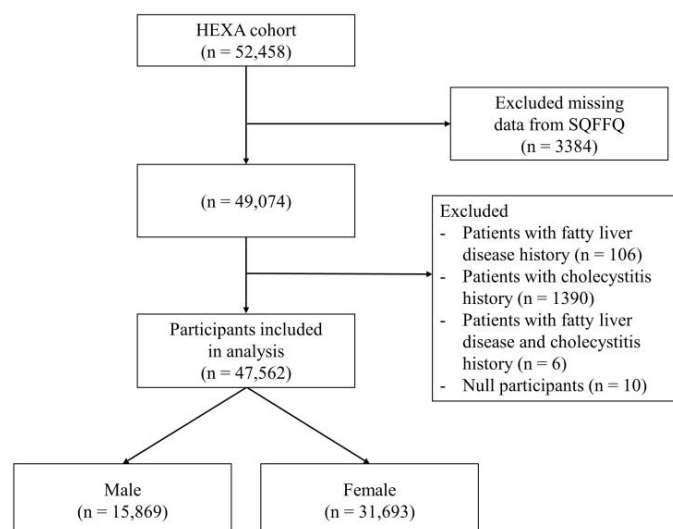 HEXA cohort
(n = 52,458)
Excluded missing
data from SQFFQ
(n = 3384)
(n = 49,074)
Excluded
- Patients with fatty liver
disease history (n = 106)
- Patients with cholecystitis
history (n = 1390)
- Patients with fatty liver
disease and cholecystitis
history (n = 6)
- Null participants (n = 10)
Participants included
in analysis
(n = 47,562)
Male
(n = 15,869)
Female
(n = 31,693)